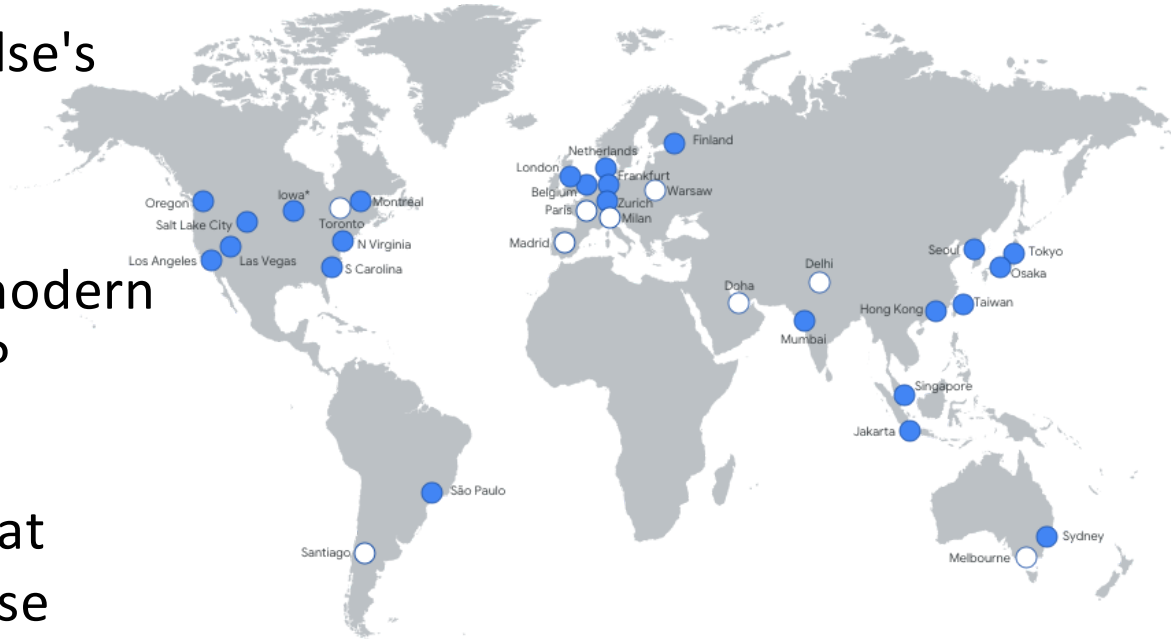 lse's
modern
?
at
se
Finland
Netherlands
London
Frankfurt
Belgium
Warsaw
Zurich
Paris
Milan
Madrid
Oregon
Iowa*
Montréal
Salt Lake City
Toronto
N Virginia
Los Angeles
Las Vegas
S Carolina
Seoul
Tokyo
Osaka
Delhi
Doha
Hong Kong
Taiwan
Mumbai
Singapore
Jakarta
São Paulo
Santiago
Sydney
Melbourne